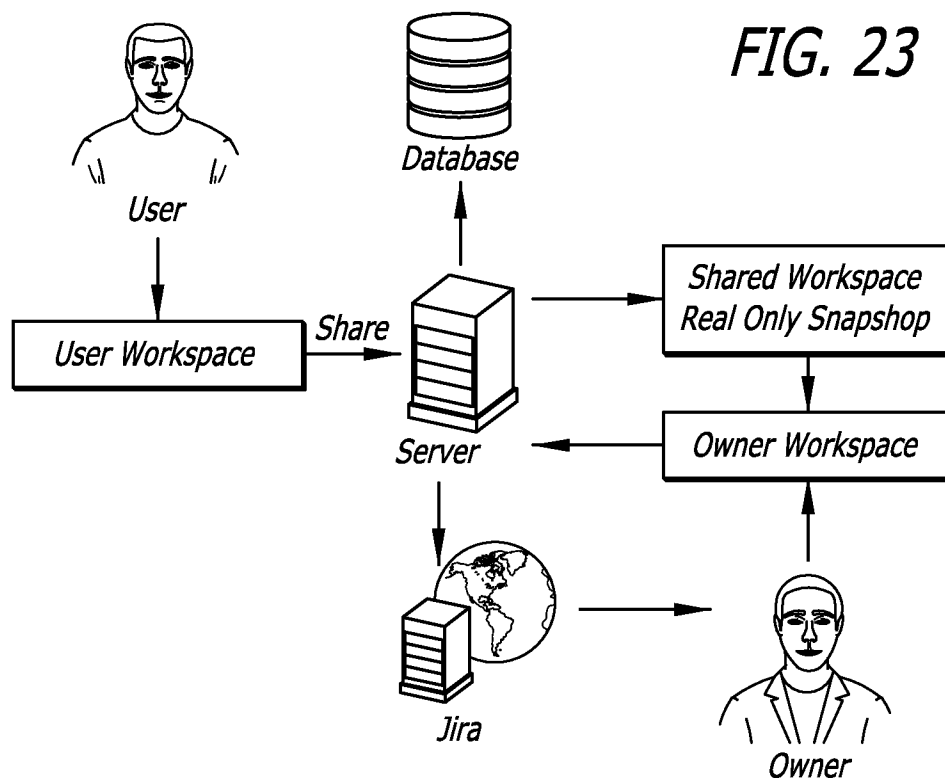 FIG. 23
User
Database
User Workspace
Share
Server
Shared Workspace
Real Only Snapshop
Owner Workspace
Jira
Owner